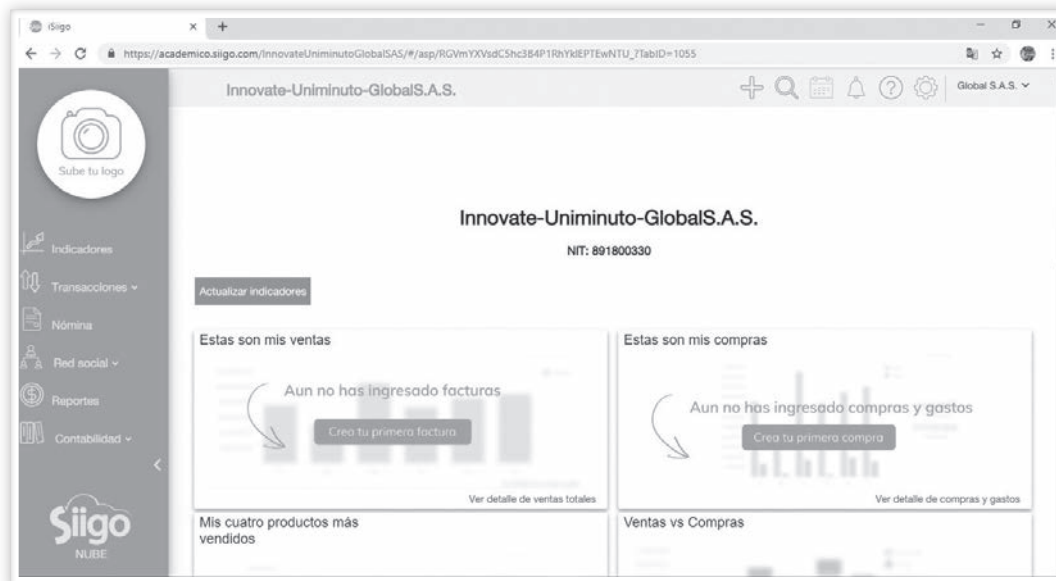 iSiigo
https://academico.siigo.com/InnovateUniminutoGlobalSAS/#/asp/RGVmYXVsdC5hc3B4P1RhYklEPTEwNTU_?TabID=1055
Innovate-Uniminuto-GlobalS.A.S.
Global S.A.S.
Sube tu logo
Innovate-Uniminuto-GlobalS.A.S.
NIT: 891800330
Indicadores
Transacciones
Nómina
Red social
Reportes
Contabilidad
Siigo
NUBE
Actualizar indicadores
Estas son mis ventas
Aun no has ingresado facturas
Crea tu primera factura
Ver detalle de ventas totales
Estas son mis compras
Aun no has ingresado compras y gastos
Crea tu primera compra
Ver detalle de compras y gastos
Mis cuatro productos más
vendidos
Ventas vs Compras